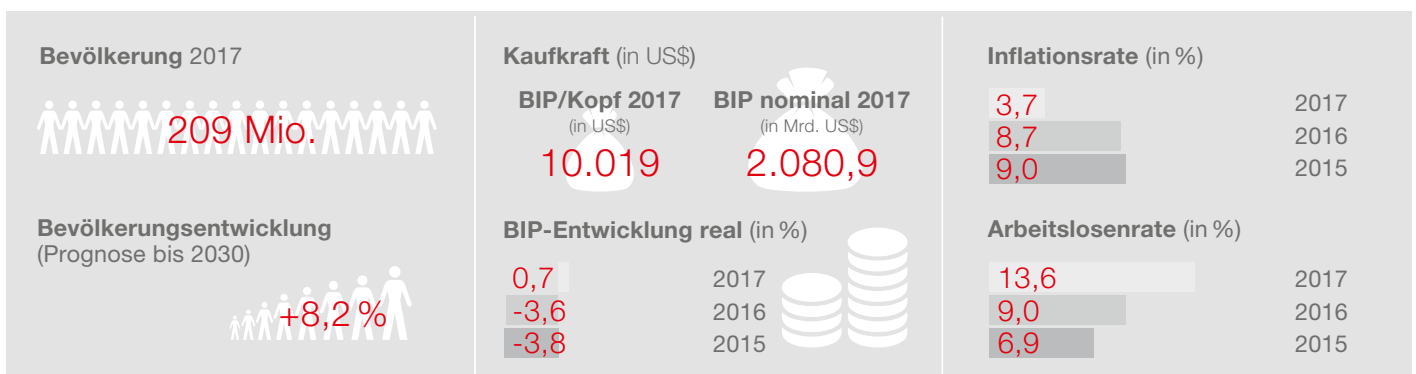 Bevölkerung 2017
209 Mio.
Bevölkerungsentwicklung
(Prognose bis 2030)
+8,2 %
Kaufkraft (in US$)
BIP/Kopf 2017
(in US$)
10.019
BIP nominal 2017
(in Mrd. US$)
2.080,9
BIP-Entwicklung real (in %)
0,7 2017
-3,6 2016
-3,8 2015
Inflationsrate (in %)
3,7 2017
8,7 2016
9,0 2015
Arbeitslosenrate (in %)
13,6 2017
9,0 2016
6,9 2015